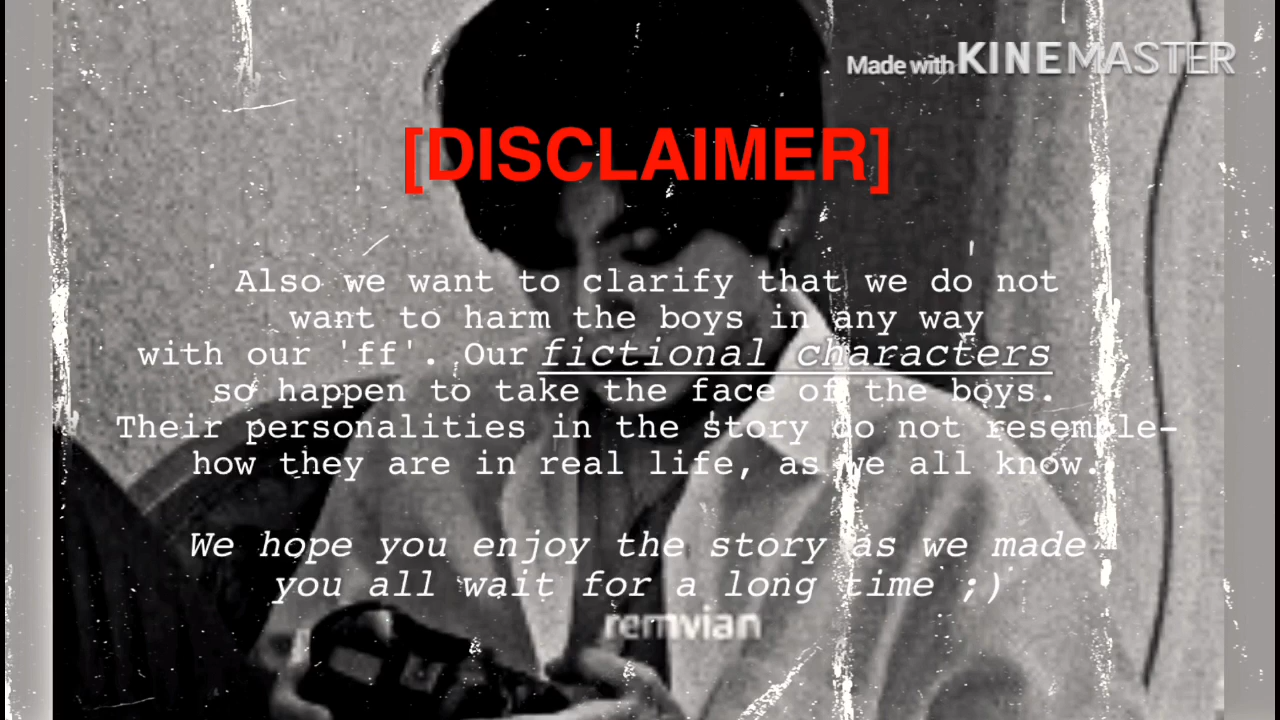 Made with KINEMASTER
[DISCLAIMER]
Also we want to clarify that we do not
want to harm the boys in any way
with our 'ff'. Our fictional characters
so happen to take the face of the boys.
Their personalities in the story do not resemple-
how they are in real life, as we all know.
We hope you enjoy the story as we made
you all wait for a long time ;)
remvian